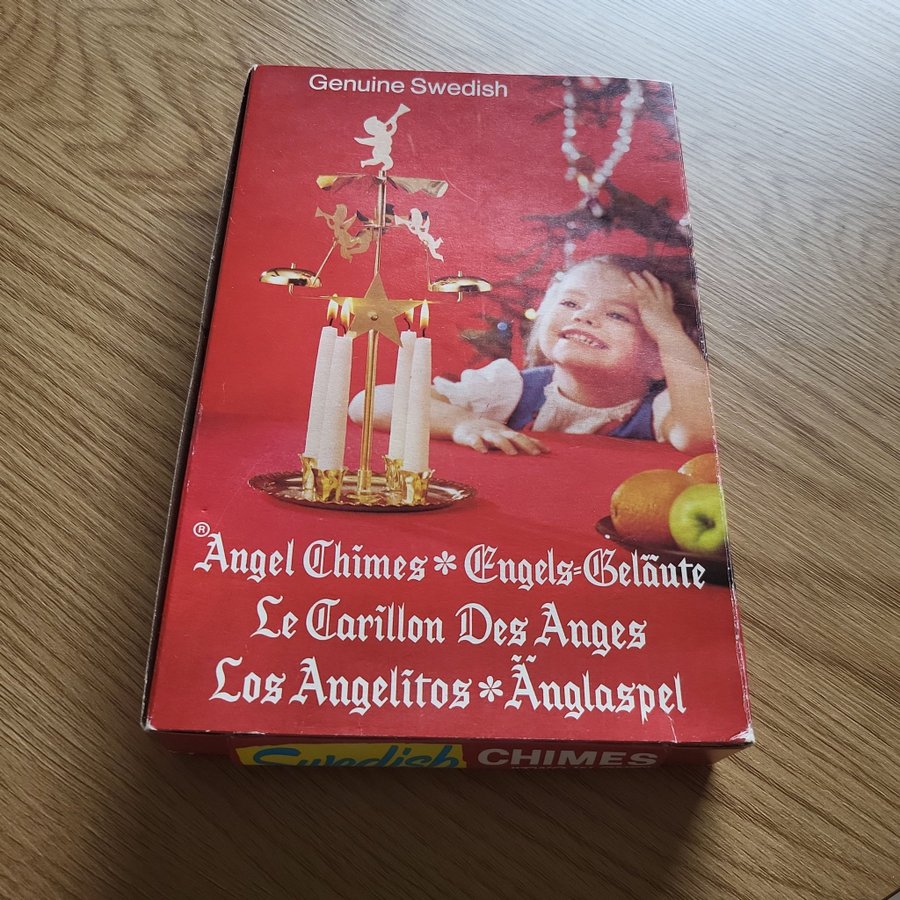 Genuine Swedish
® Angel Chimes * Engels=Geläute
Le Carillon Des Anges
Los Angelitos * Änglaspel
Swedish CHIMES